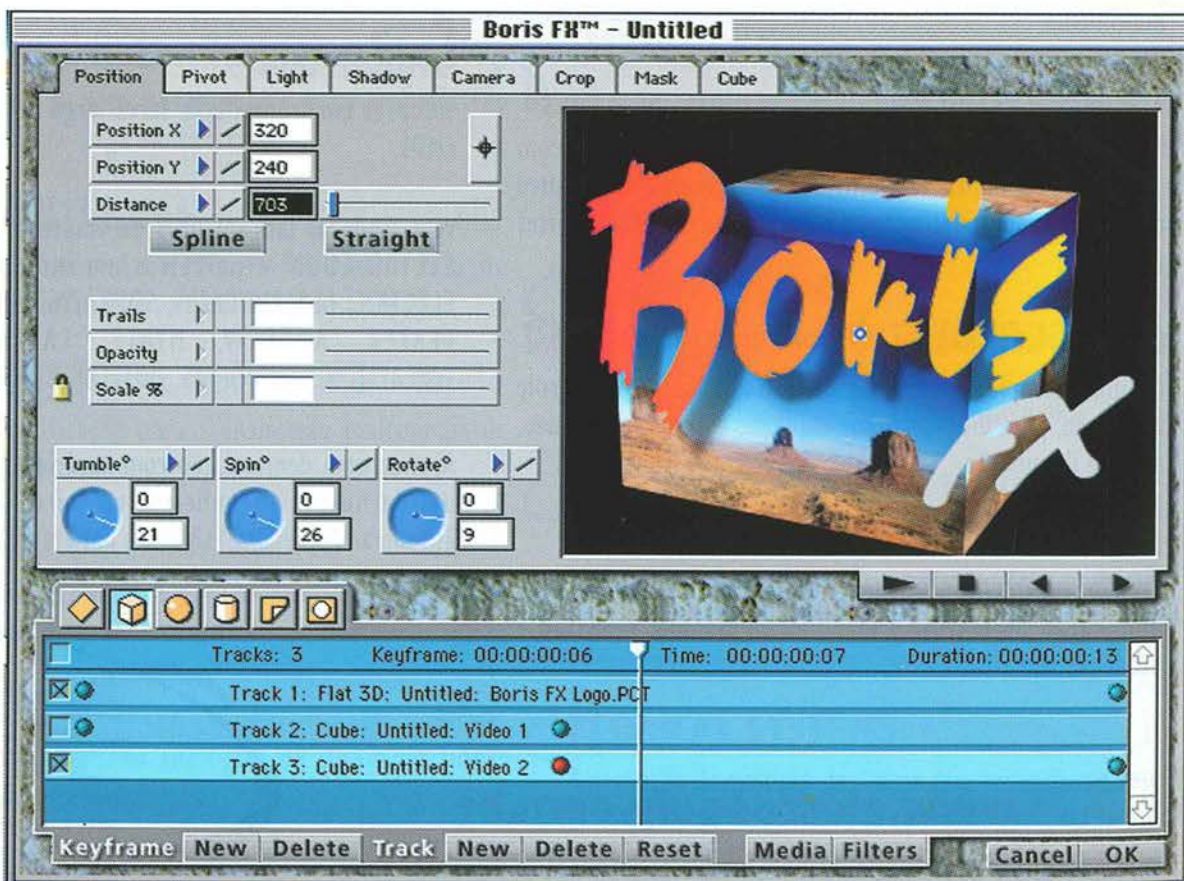 Boris FX™ - Untitled
Position Pivot Light Shadow Camera Crop Mask Cube
Position X 320
Position Y 240
Distance 703
Spline Straight
Trails
Opacity
Scale %
Tumble° Spin° Rotate°
0 0 0
21 26 9
Boris
FX
Tracks: 3 Keyframe: 00:00:00:06 Time: 00:00:00:07 Duration: 00:00:00:13
Track 1: Flat 3D: Untitled: Boris FX Logo.PCT
Track 2: Cube: Untitled: Video 1
Track 3: Cube: Untitled: Video 2
Keyframe New Delete Track New Delete Reset Media Filters Cancel OK